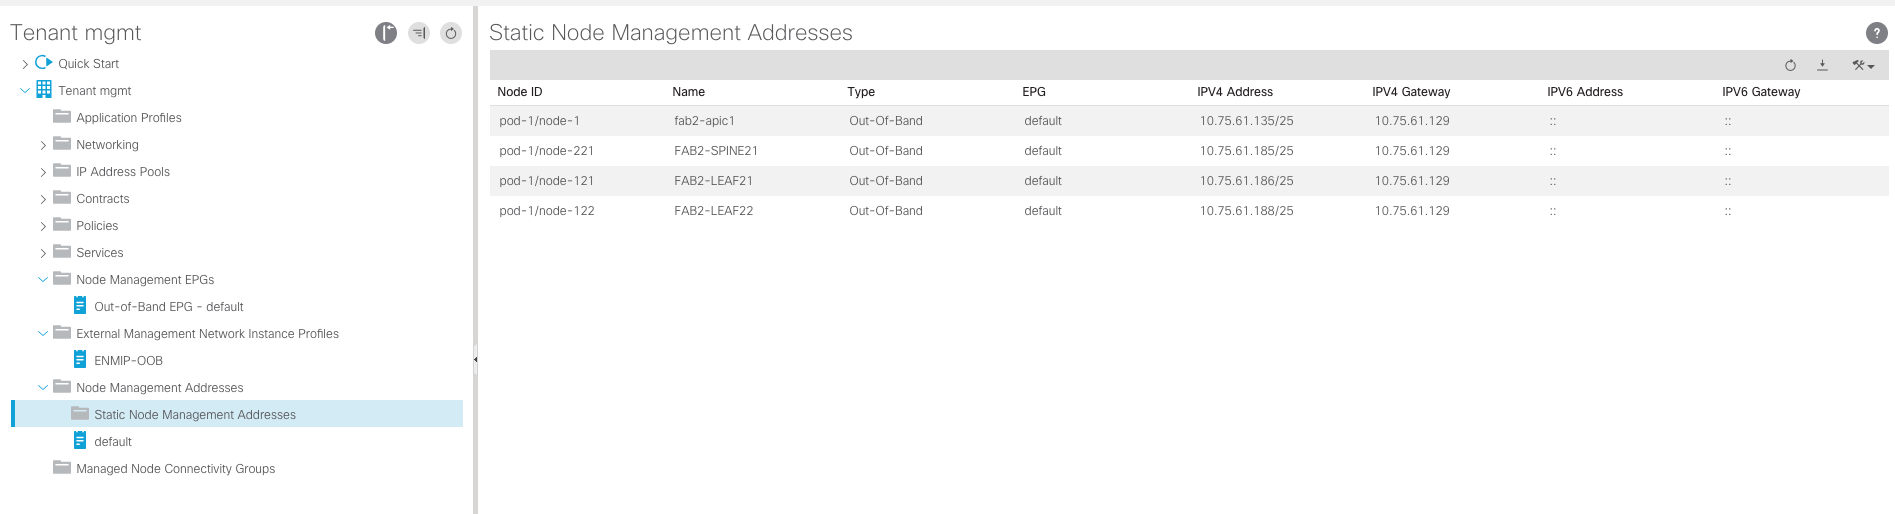 Tenant mgmt
Quick Start
Tenant mgmt
Application Profiles
Networking
IP Address Pools
Contracts
Policies
Services
Node Management EPGs
Out-of-Band EPG - default
External Management Network Instance Profiles
ENMIP-OOB
Node Management Addresses
Static Node Management Addresses
default
Managed Node Connectivity Groups
Static Node Management Addresses
?
Node ID Name Type EPG IPV4 Address IPV4 Gateway IPV6 Address IPV6 Gateway
pod-1/node-1 fab2-apic1 Out-Of-Band default 10.75.61.135/25 10.75.61.129 :: ::
pod-1/node-221 FAB2-SPINE21 Out-Of-Band default 10.75.61.185/25 10.75.61.129 :: ::
pod-1/node-121 FAB2-LEAF21 Out-Of-Band default 10.75.61.186/25 10.75.61.129 :: ::
pod-1/node-122 FAB2-LEAF22 Out-Of-Band default 10.75.61.188/25 10.75.61.129 :: ::